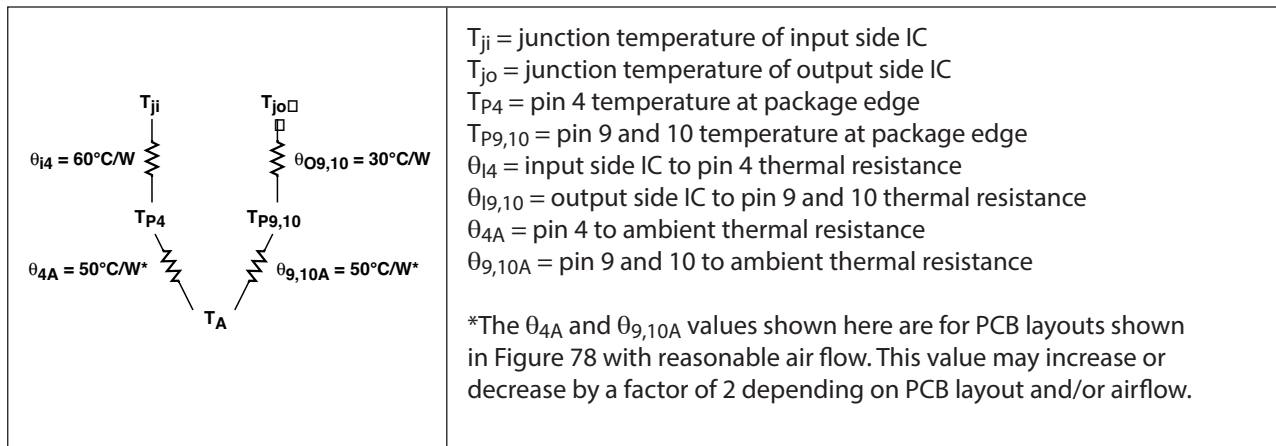 Tji
Tjo□
□
θi4 = 60°C/W
θO9,10 = 30°C/W
TP4
TP9,10
θ4A = 50°C/W*
θ9,10A = 50°C/W*
TA
Tji = junction temperature of input side IC
Tjo = junction temperature of output side IC
TP4 = pin 4 temperature at package edge
TP9,10 = pin 9 and 10 temperature at package edge
θI4 = input side IC to pin 4 thermal resistance
θI9,10 = output side IC to pin 9 and 10 thermal resistance
θ4A = pin 4 to ambient thermal resistance
θ9,10A = pin 9 and 10 to ambient thermal resistance
*The θ4A and θ9,10A values shown here are for PCB layouts shown
in Figure 78 with reasonable air flow. This value may increase or
decrease by a factor of 2 depending on PCB layout and/or airflow.